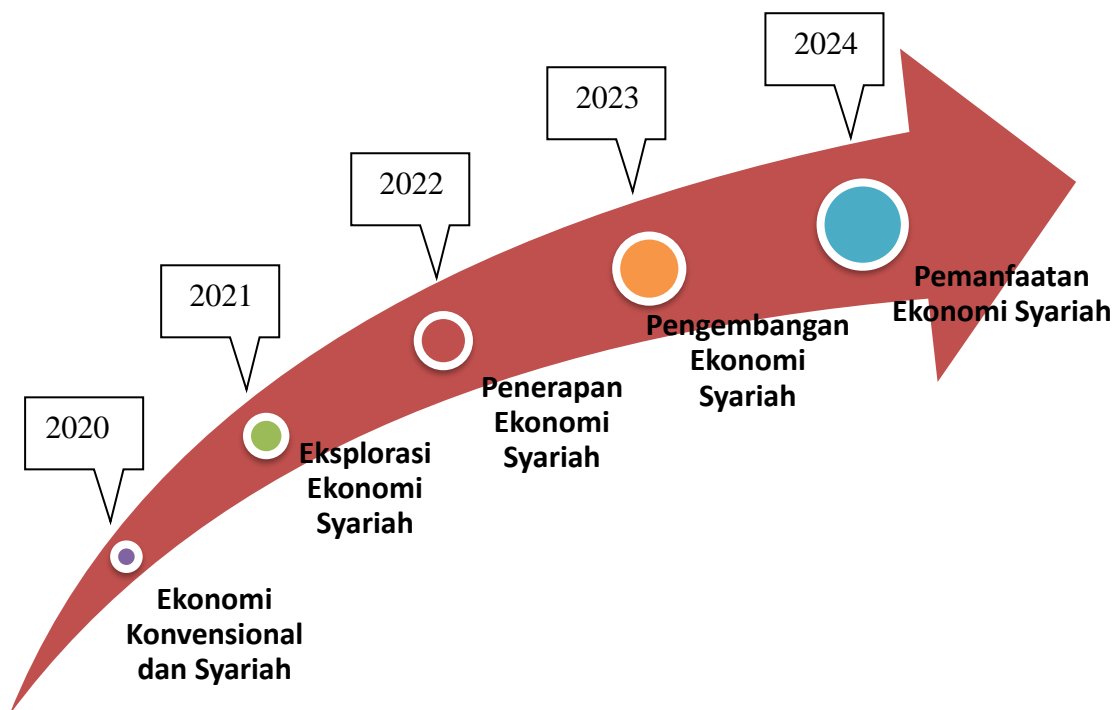 2020
Ekonomi
Konvensional
dan Syariah
2021
Eksplorasi
Ekonomi
Syariah
2022
Penerapan
Ekonomi
Syariah
2023
Pengembangan
Ekonomi
Syariah
2024
Pemanfaatan
Ekonomi Syariah